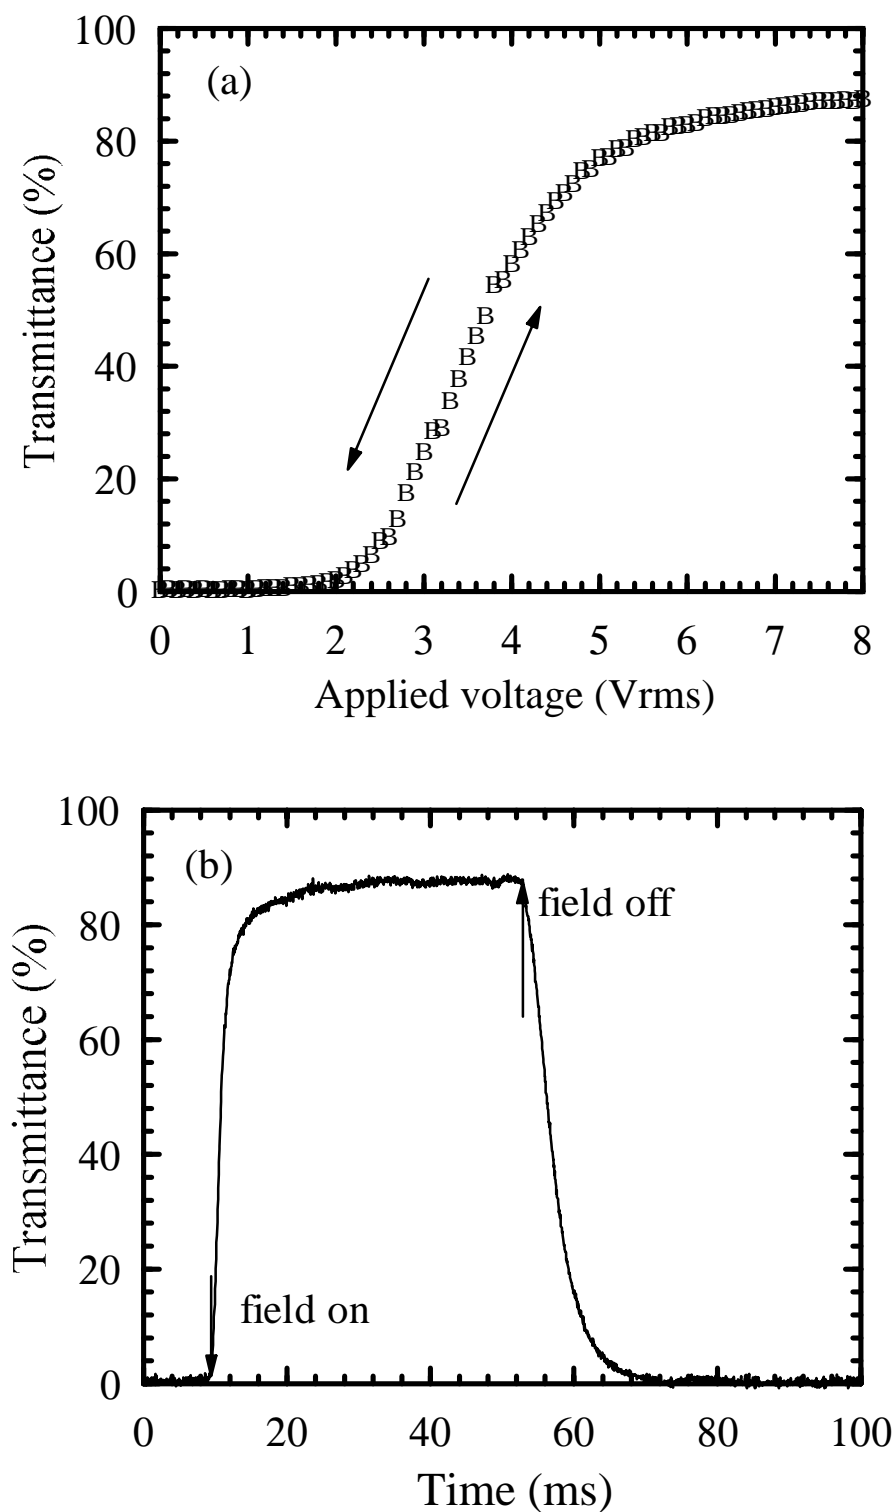 100
(a)
80
60
40
20
0
Transmittance (%)
0 1 2 3 4 5 6 7 8
Applied voltage (Vrms)
100
(b)
field off
80
60
40
20
field on
0
Transmittance (%)
0 20 40 60 80 100
Time (ms)